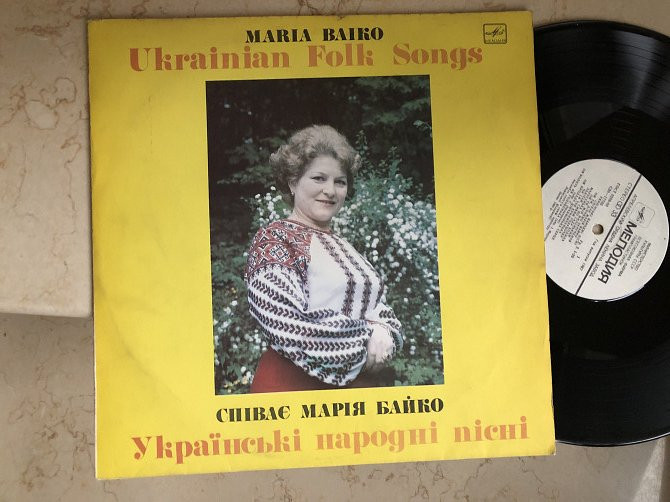 MARIA BAIKO
Ukrainian Folk Songs
СПІВАЄ МАРІЯ БАЙКО
Українські народні пісні
МЕЛОДИЯ